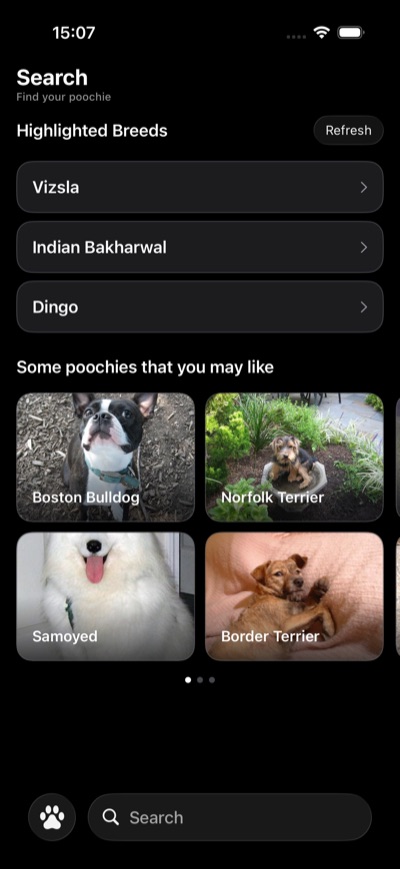 15:07
Search
Find your poochie
Highlighted Breeds
Refresh
Vizsla
Indian Bakharwal
Dingo
Some poochies that you may like
Boston Bulldog
Norfolk Terrier
Samoyed
Border Terrier
Search